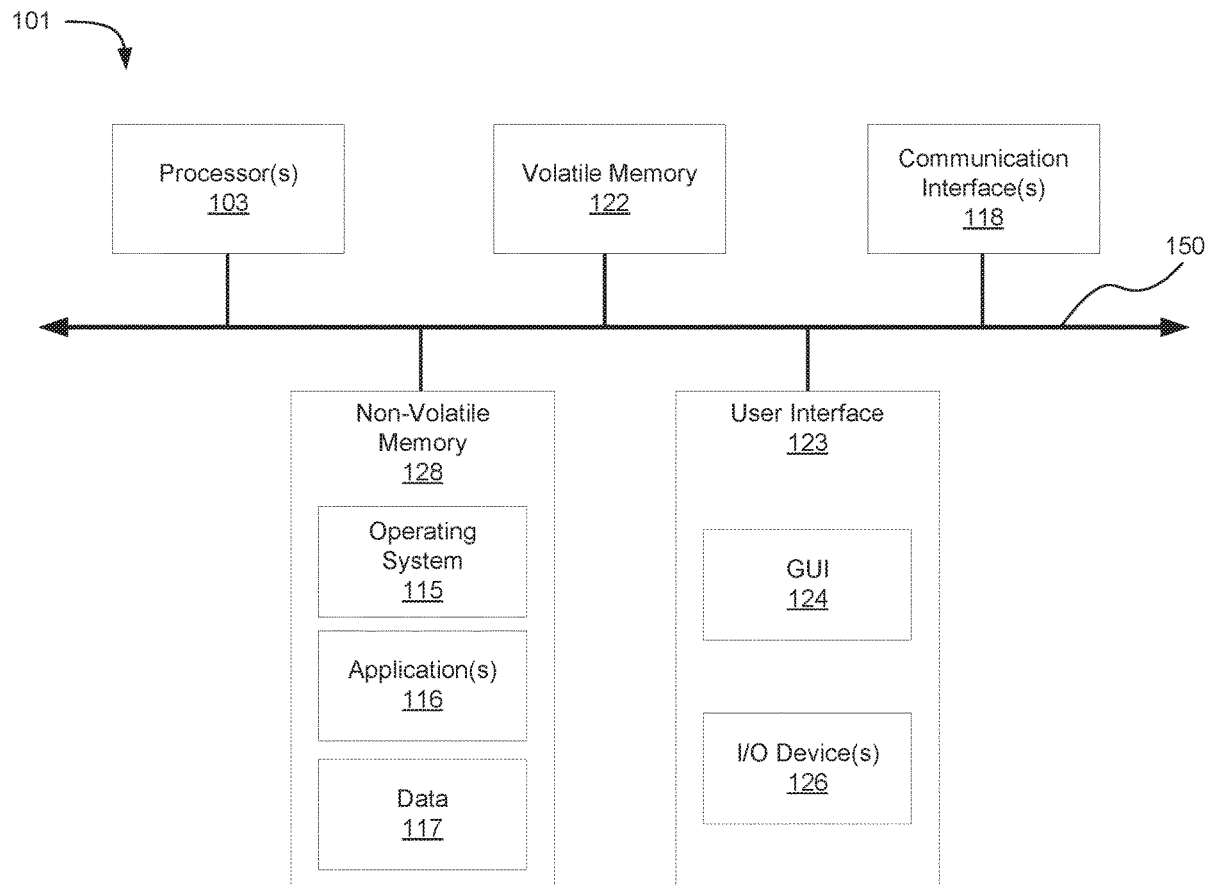 101
Processor(s)
103
Volatile Memory
122
Communication
Interface(s)
118
150
Non-Volatile
Memory
128
Operating
System
115
Application(s)
116
Data
117
User Interface
123
GUI
124
I/O Device(s)
126